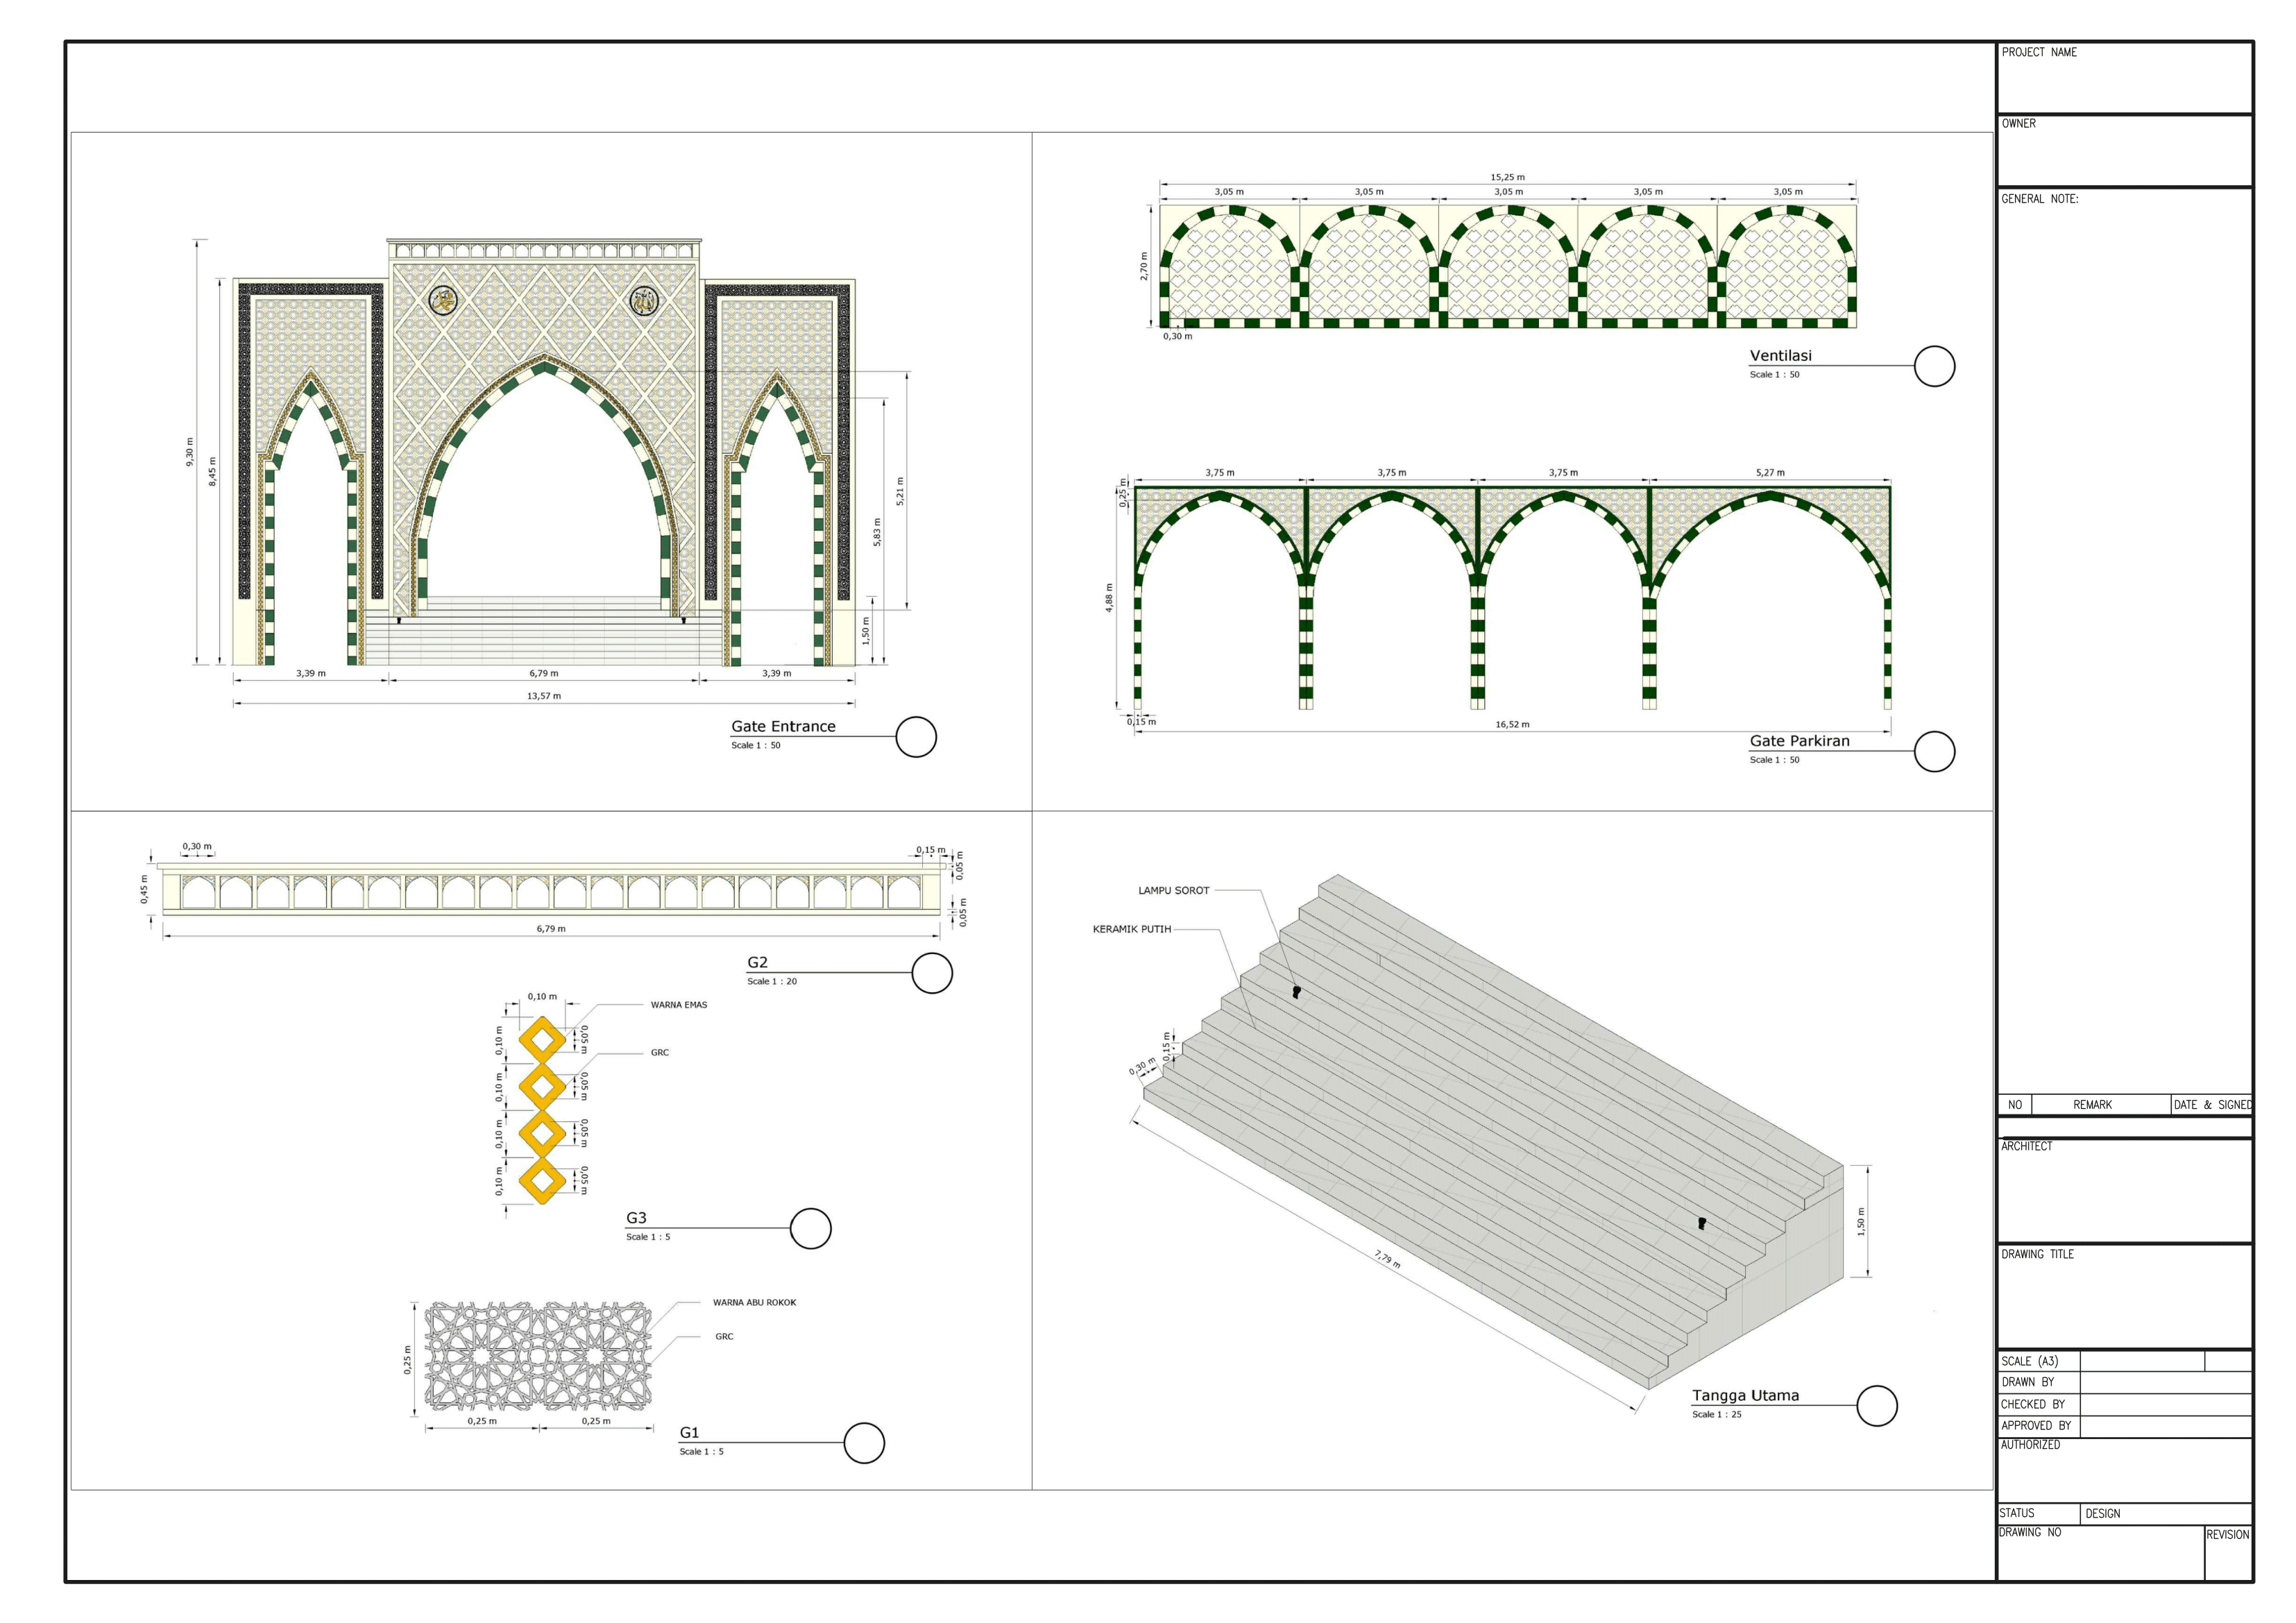 9,30 m
8,45 m
5,21 m
5,83 m
1,50 m
3,39 m
6,79 m
3,39 m
13,57 m
محمد
الله
Gate Entrance
Scale 1 : 50
15,25 m
3,05 m
3,05 m
3,05 m
3,05 m
3,05 m
2,70 m
0,30 m
Ventilasi
Scale 1 : 50
3,75 m
3,75 m
3,75 m
5,27 m
0,25 m
4,88 m
0,15 m
16,52 m
Gate Parkiran
Scale 1 : 50
0,30 m
0,15 m
0,05 m
0,45 m
0,05 m
6,79 m
G2
Scale 1 : 20
0,10 m
WARNA EMAS
0,10 m
0,05 m
GRC
0,10 m
0,05 m
0,10 m
0,05 m
0,10 m
0,05 m
G3
Scale 1 : 5
WARNA ABU ROKOK
GRC
0,25 m
0,25 m
0,25 m
G1
Scale 1 : 5
LAMPU SOROT
KERAMIK PUTIH
0,15 m
0,30 m
1,50 m
7,79 m
Tangga Utama
Scale 1 : 25
PROJECT NAME
OWNER
GENERAL NOTE:
NO REMARK DATE & SIGNED
ARCHITECT
DRAWING TITLE
SCALE (A3)
DRAWN BY
CHECKED BY
APPROVED BY
AUTHORIZED
STATUS DESIGN
DRAWING NO REVISION